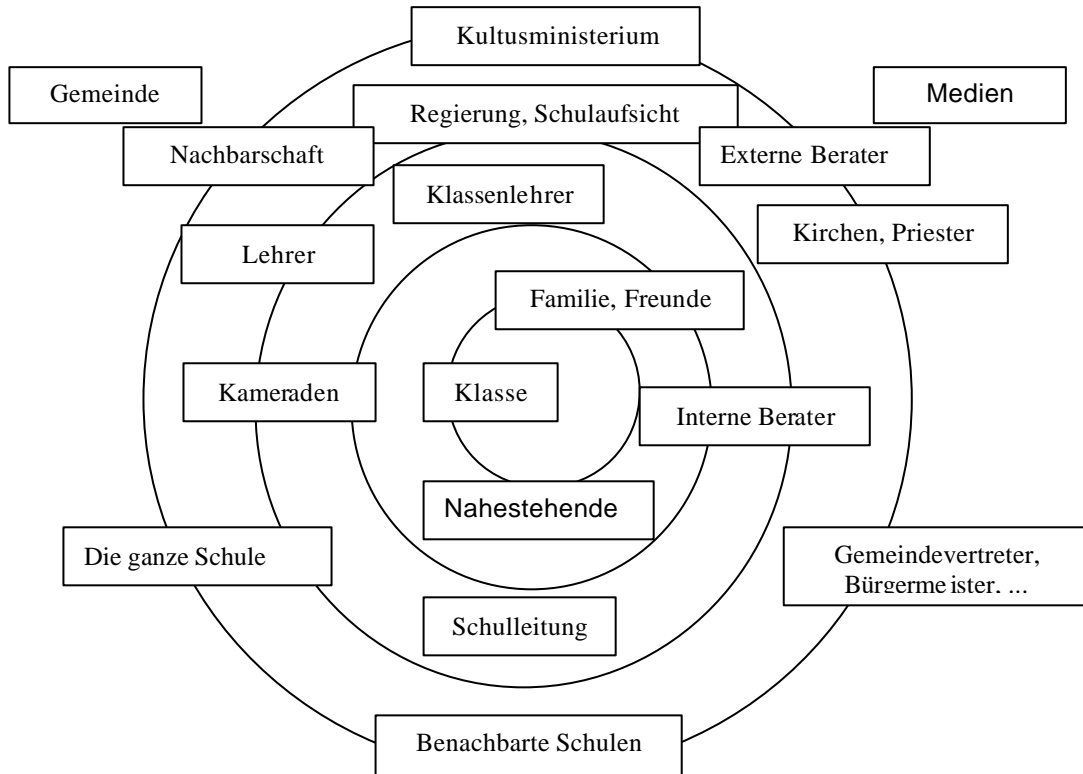 Kultusministerium
Gemeinde
Medien
Regierung, Schulaufsicht
Nachbarschaft
Externe Berater
Klassenlehrer
Kirchen, Priester
Lehrer
Familie, Freunde
Kameraden
Klasse
Interne Berater
Nahestehende
Die ganze Schule
Gemeindevertreter,
Bürgermeister, ...
Schulleitung
Benachbarte Schulen